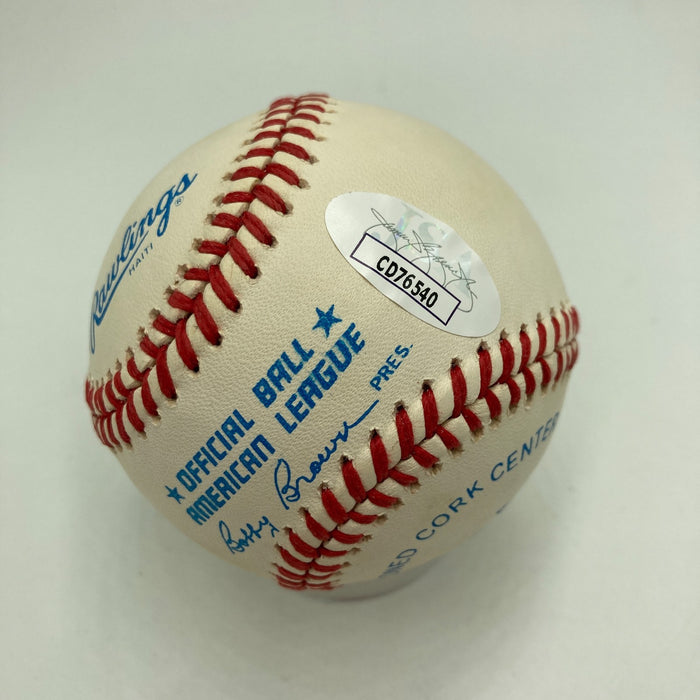 Rawlings ®
HAITI
CD76540
★ OFFICIAL BALL ★
AMERICAN LEAGUE
Bobby Brown PRES.
CORK CENTER